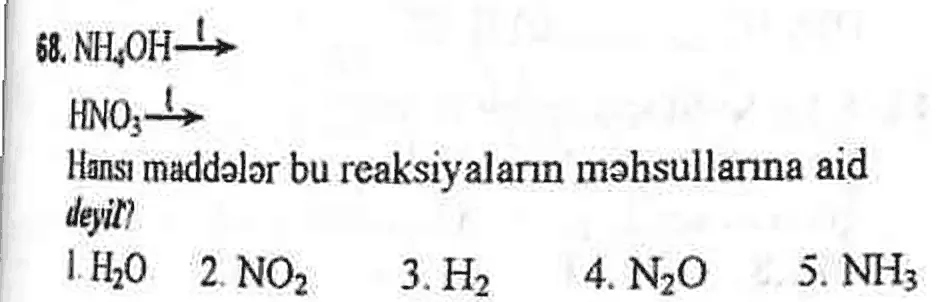 68. NH₄OH —t→
HNO₃ —t→
Hansı maddələr bu reaksiyaların məhsullarına aid
deyil?
1. H₂O 2. NO₂ 3. H₂ 4. N₂O 5. NH₃